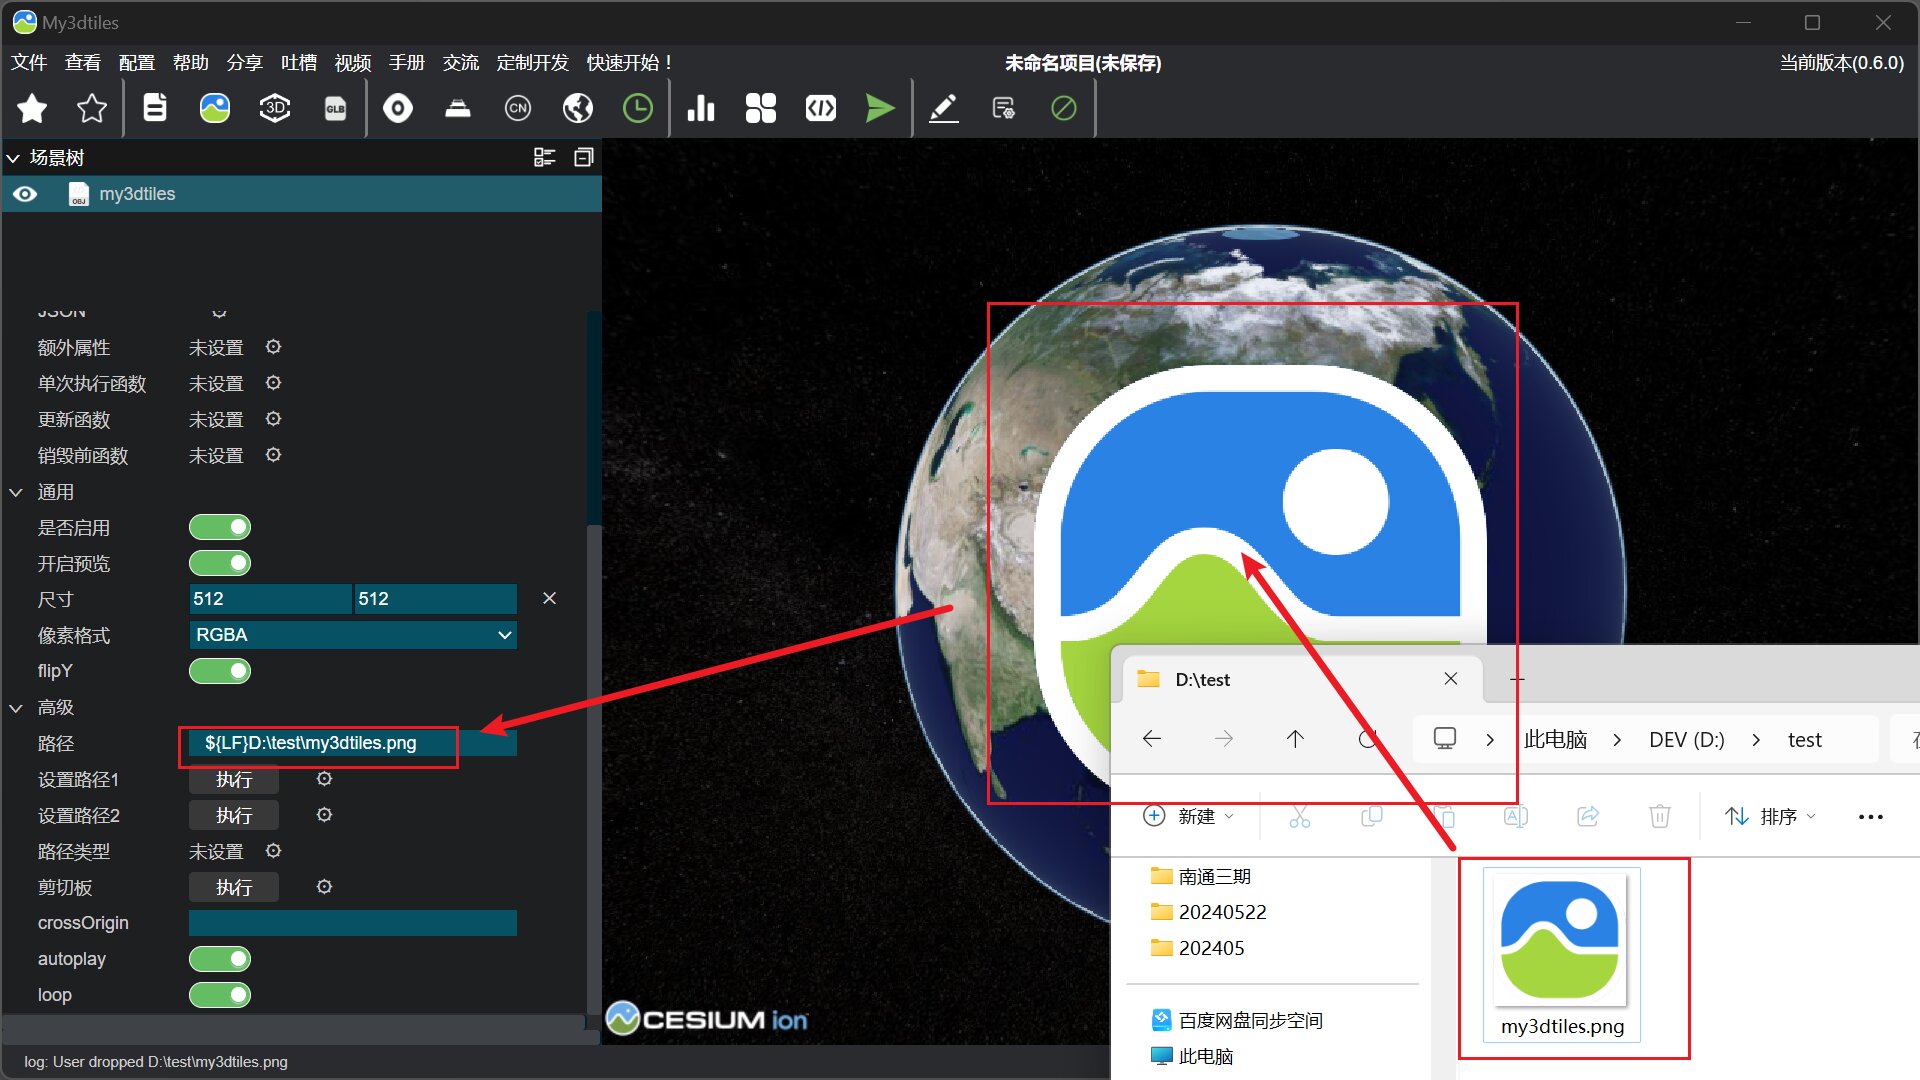 My3dtiles
文件 查看 配置 帮助 分享 吐槽 视频 手册 交流 定制开发 快速开始！ 未命名项目(未保存) 当前版本(0.6.0)
3D GLB CN
场景树
OBJ my3dtiles
JSON
额外属性 未设置
单次执行函数 未设置
更新函数 未设置
销毁前函数 未设置
通用
是否启用
开启预览
尺寸 512 512
像素格式 RGBA
flipY
高级
路径 ${LF}D:\test\my3dtiles.png
设置路径1 执行
设置路径2 执行
路径类型 未设置
剪切板 执行
crossOrigin
autoplay
loop
CESIUM ion
log: User dropped D:\test\my3dtiles.png
D:\test
此电脑 DEV (D:) test 在
新建 排序
南通三期
20240522
202405
百度网盘同步空间
此电脑
my3dtiles.png